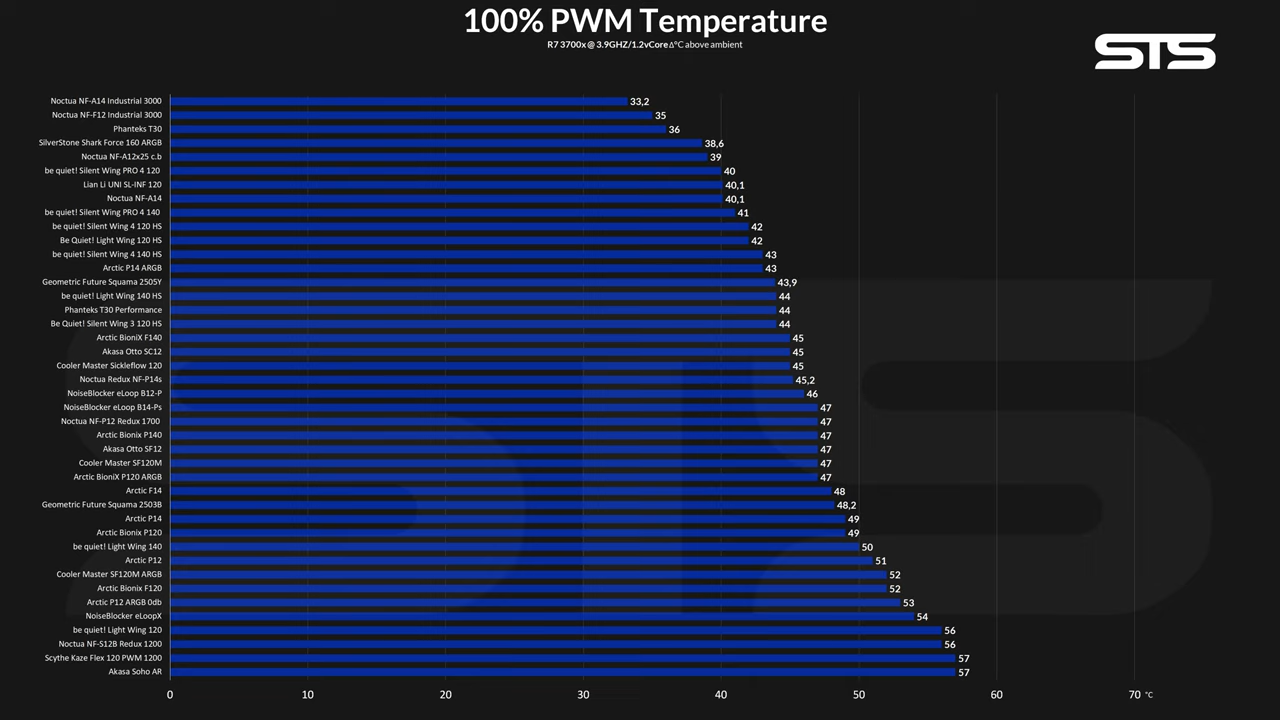 100% PWM Temperature
R7 3700x @ 3.9GHZ/1.2vCore Δ°C above ambient
STS
Noctua NF-A14 Industrial 3000 33,2
Noctua NF-F12 Industrial 3000 35
Phanteks T30 36
SilverStone Shark Force 160 ARGB 38,6
Noctua NF-A12x25 c.b 39
be quiet! Silent Wing PRO 4 120 40
Lian Li UNI SL-INF 120 40,1
Noctua NF-A14 40,1
be quiet! Silent Wing PRO 4 140 41
be quiet! Silent Wing 4 120 HS 42
Be Quiet! Light Wing 120 HS 42
be quiet! Silent Wing 4 140 HS 43
Arctic P14 ARGB 43
Geometric Future Squama 2505Y 43,9
be quiet! Light Wing 140 HS 44
Phanteks T30 Performance 44
Be Quiet! Silent Wing 3 120 HS 44
Arctic BioniX F140 45
Akasa Otto SC12 45
Cooler Master Sickleflow 120 45
Noctua Redux NF-P14s 45,2
NoiseBlocker eLoop B12-P 46
NoiseBlocker eLoop B14-Ps 47
Noctua NF-P12 Redux 1700 47
Arctic Bionix P140 47
Akasa Otto SF12 47
Cooler Master SF120M 47
Arctic BioniX P120 ARGB 47
Arctic F14 48
Geometric Future Squama 2503B 48,2
Arctic P14 49
Arctic Bionix P120 49
be quiet! Light Wing 140 50
Arctic P12 51
Cooler Master SF120M ARGB 52
Arctic Bionix F120 52
Arctic P12 ARGB 0db 53
NoiseBlocker eLoopX 54
be quiet! Light Wing 120 56
Noctua NF-S12B Redux 1200 56
Scythe Kaze Flex 120 PWM 1200 57
Akasa Soho AR 57
0 10 20 30 40 50 60 70 °C